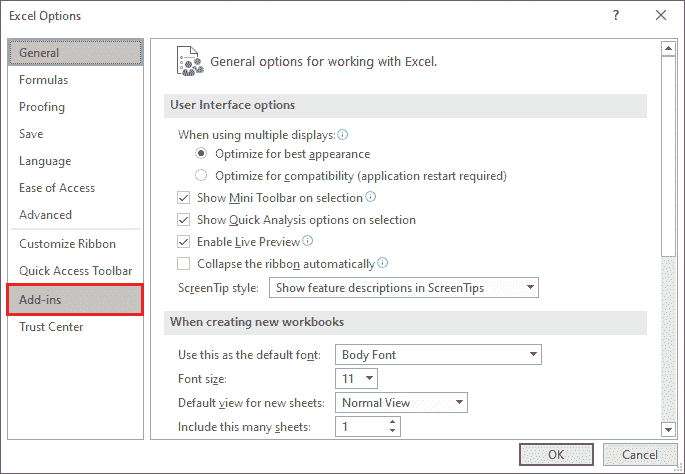 Excel Options
?
General
Formulas
Proofing
Save
Language
Ease of Access
Advanced
Customize Ribbon
Quick Access Toolbar
Add-ins
Trust Center
General options for working with Excel.
User Interface options
When using multiple displays:
Optimize for best appearance
Optimize for compatibility (application restart required)
Show Mini Toolbar on selection
Show Quick Analysis options on selection
Enable Live Preview
Collapse the ribbon automatically
ScreenTip style: Show feature descriptions in ScreenTips
When creating new workbooks
Use this as the default font: Body Font
Font size: 11
Default view for new sheets: Normal View
Include this many sheets: 1
OK Cancel